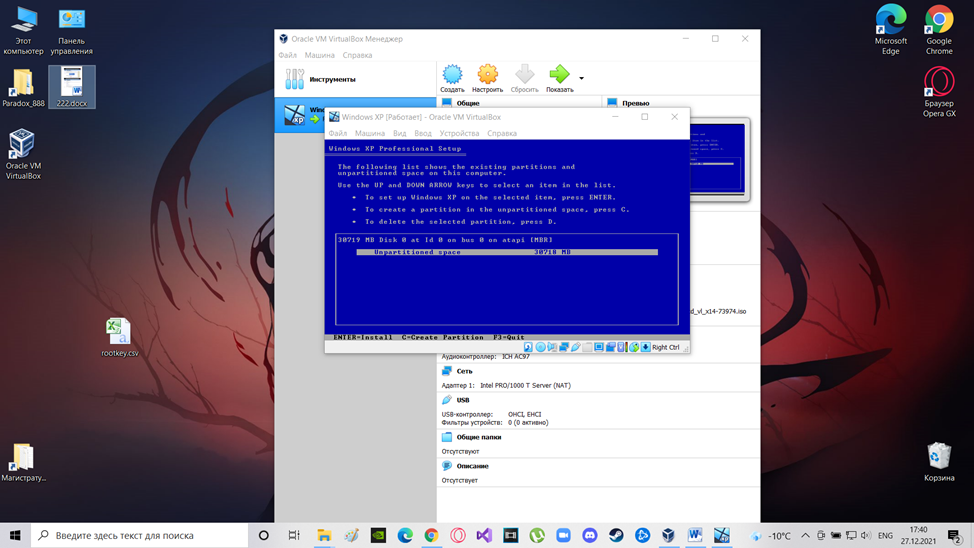 Этот
компьютер
Панель
управления
Paradox_888
222.docx
Oracle VM
VirtualBox
rootkey.csv
Магистрату...
Microsoft
Edge
Google
Chrome
Браузер
Opera GX
Корзина
Oracle VM VirtualBox Менеджер
Файл Машина Справка
Инструменты
Создать Настроить Сбросить Показать
Общие
Превью
Windows XP [Работает] - Oracle VM VirtualBox
Файл Машина Вид Ввод Устройства Справка
Windows XP Professional Setup
The following list shows the existing partitions and
unpartitioned space on this computer.
Use the UP and DOWN ARROW keys to select an item in the list.
• To set up Windows XP on the selected item, press ENTER.
• To create a partition in the unpartitioned space, press C.
• To delete the selected partition, press D.
30719 MB Disk 0 at Id 0 on bus 0 on atapi [MBR]
Unpartitioned space 30718 MB
ENTER=Install C=Create Partition F3=Quit
Right Ctrl
d_vl_x14-73974.iso
Аудиоконтроллер: ICH AC97
Сеть
Адаптер 1: Intel PRO/1000 T Server (NAT)
USB
USB-контроллер: OHCI, EHCI
Фильтры устройств: 0 (0 активно)
Общие папки
Отсутствуют
Описание
Отсутствует
Введите здесь текст для поиска
-10°C
ENG
17:40
27.12.2021
2